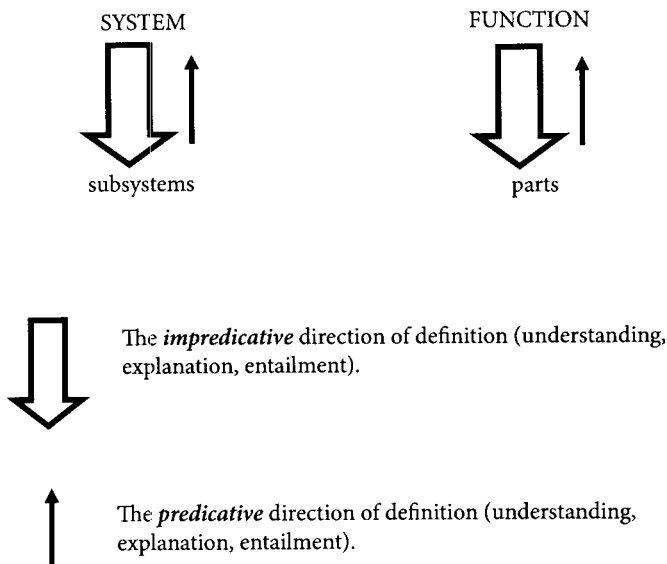 SYSTEM
FUNCTION
subsystems
parts
The impredicative direction of definition (understanding,
explanation, entailment).
The predicative direction of definition (understanding,
explanation, entailment).